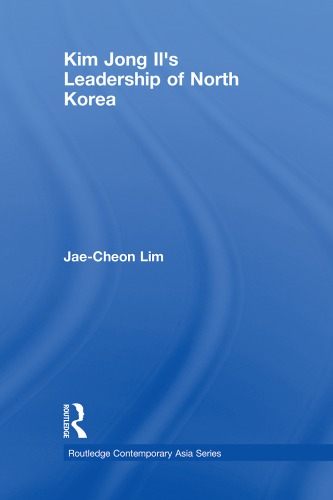 Kim Jong Il's
Leadership of North
Korea
Jae-Cheon Lim
ROUTLEDGE
Routledge Contemporary Asia Series